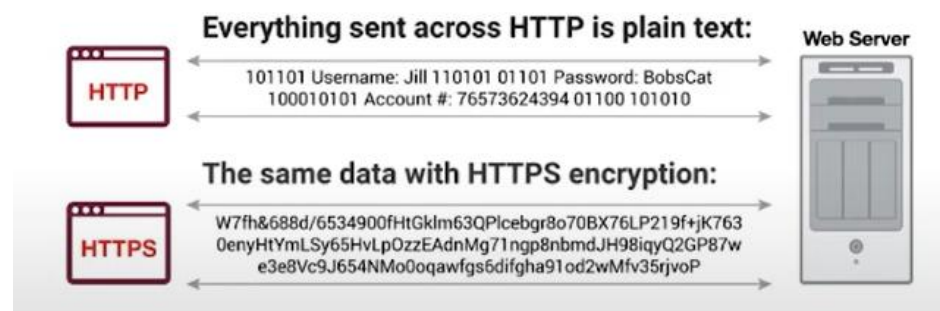 Everything sent across HTTP is plain text:
Web Server
HTTP
101101 Username: Jill 110101 01101 Password: BobsCat
100010101 Account #: 76573624394 01100 101010
The same data with HTTPS encryption:
HTTPS
W7fh&688d/6534900fHtGklm63QPlcebgr8o70BX76LP219f+jK763
0enyHtYmLSy65HvLpOzzEAdnMg71ngp8nbmdJH98iqyQ2GP87w
e3e8Vc9J654NMo0oqawfgs6difgha91od2wMfv35rjvoP